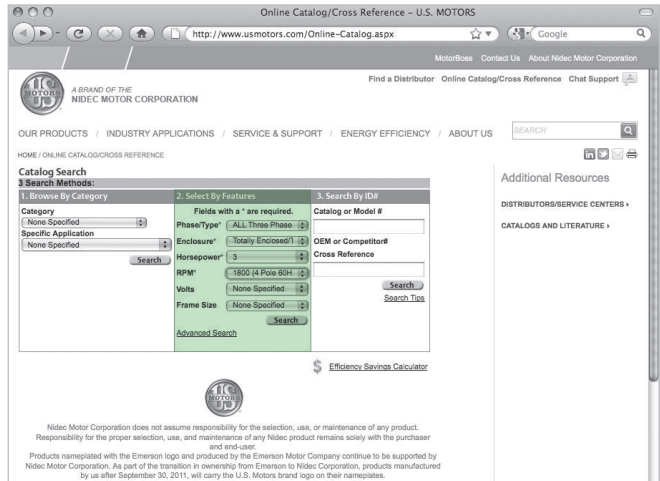 Online Catalog/Cross Reference – U.S. MOTORS
http://www.usmotors.com/Online-Catalog.aspx
Google
MotorBoss Contact Us About Nidec Motor Corporation
Find a Distributor Online Catalog/Cross Reference Chat Support
US
MOTORS
A BRAND OF THE
NIDEC MOTOR CORPORATION
OUR PRODUCTS / INDUSTRY APPLICATIONS / SERVICE & SUPPORT / ENERGY EFFICIENCY / ABOUT US
SEARCH
HOME / ONLINE CATALOG/CROSS REFERENCE
Catalog Search
3 Search Methods:
1. Browse By Category
Category
None Specified
Specific Application
None Specified
Search
2. Select By Features
Fields with a * are required.
Phase/Type* ALL Three Phase
Enclosure* Totally Enclosed/T
Horsepower* 3
RPM* 1800 (4 Pole 60H
Volts None Specified
Frame Size None Specified
Search
Advanced Search
3. Search By ID#
Catalog or Model #
OEM or Competitor#
Cross Reference
Search
Search Tips
Additional Resources
DISTRIBUTORS/SERVICE CENTERS
CATALOGS AND LITERATURE
$ Efficiency Savings Calculator
US
MOTORS
Nidec Motor Corporation does not assume responsibility for the selection, use, or maintenance of any product.
Responsibility for the proper selection, use, and maintenance of any Nidec product remains solely with the purchaser
and end-user.
Products nameplated with the Emerson logo and produced by the Emerson Motor Company continue to be supported by
Nidec Motor Corporation. As part of the transition in ownership from Emerson to Nidec Corporation, products manufactured
by us after September 30, 2011, will carry the U.S. Motors brand logo on their nameplates.